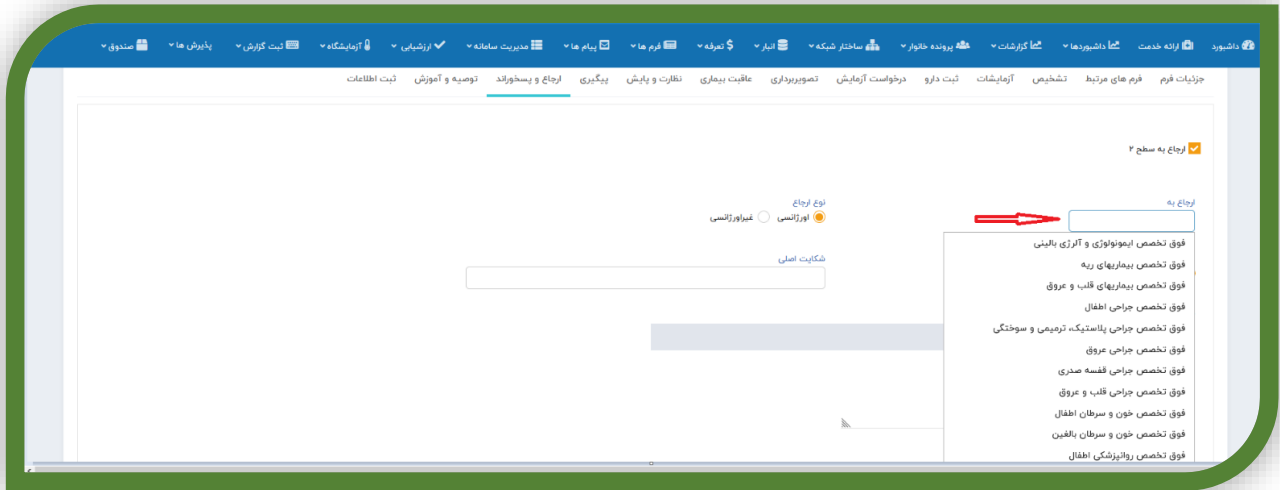 داشبورد ارائه خدمت داشبوردها گزارشات پرونده خانوار ساختار شبکه انبار تعرفه فرم ها پیام ها مدیریت سامانه ارزشیابی آزمایشگاه ثبت گزارش پذیرش ها صندوق
جزئیات فرم فرم های مرتبط تشخیص آزمایشات ثبت دارو درخواست آزمایش تصویربرداری عاقبت بیماری نظارت و پایش پیگیری ارجاع و پسخوراند توصیه و آموزش ثبت اطلاعات
ارجاع به سطح ۲
ارجاع به
نوع ارجاع
اورژانسی غیراورژانسی
شکایت اصلی
فوق تخصص ایمونولوژی و آلرژی بالینی
فوق تخصص بیماریهای ریه
فوق تخصص بیماریهای قلب و عروق
فوق تخصص جراحی اطفال
فوق تخصص جراحی پلاستیک، ترمیمی و سوختگی
فوق تخصص جراحی عروق
فوق تخصص جراحی قفسه صدری
فوق تخصص جراحی قلب و عروق
فوق تخصص خون و سرطان اطفال
فوق تخصص خون و سرطان بالغین
فوق تخصص روانپزشکی اطفال